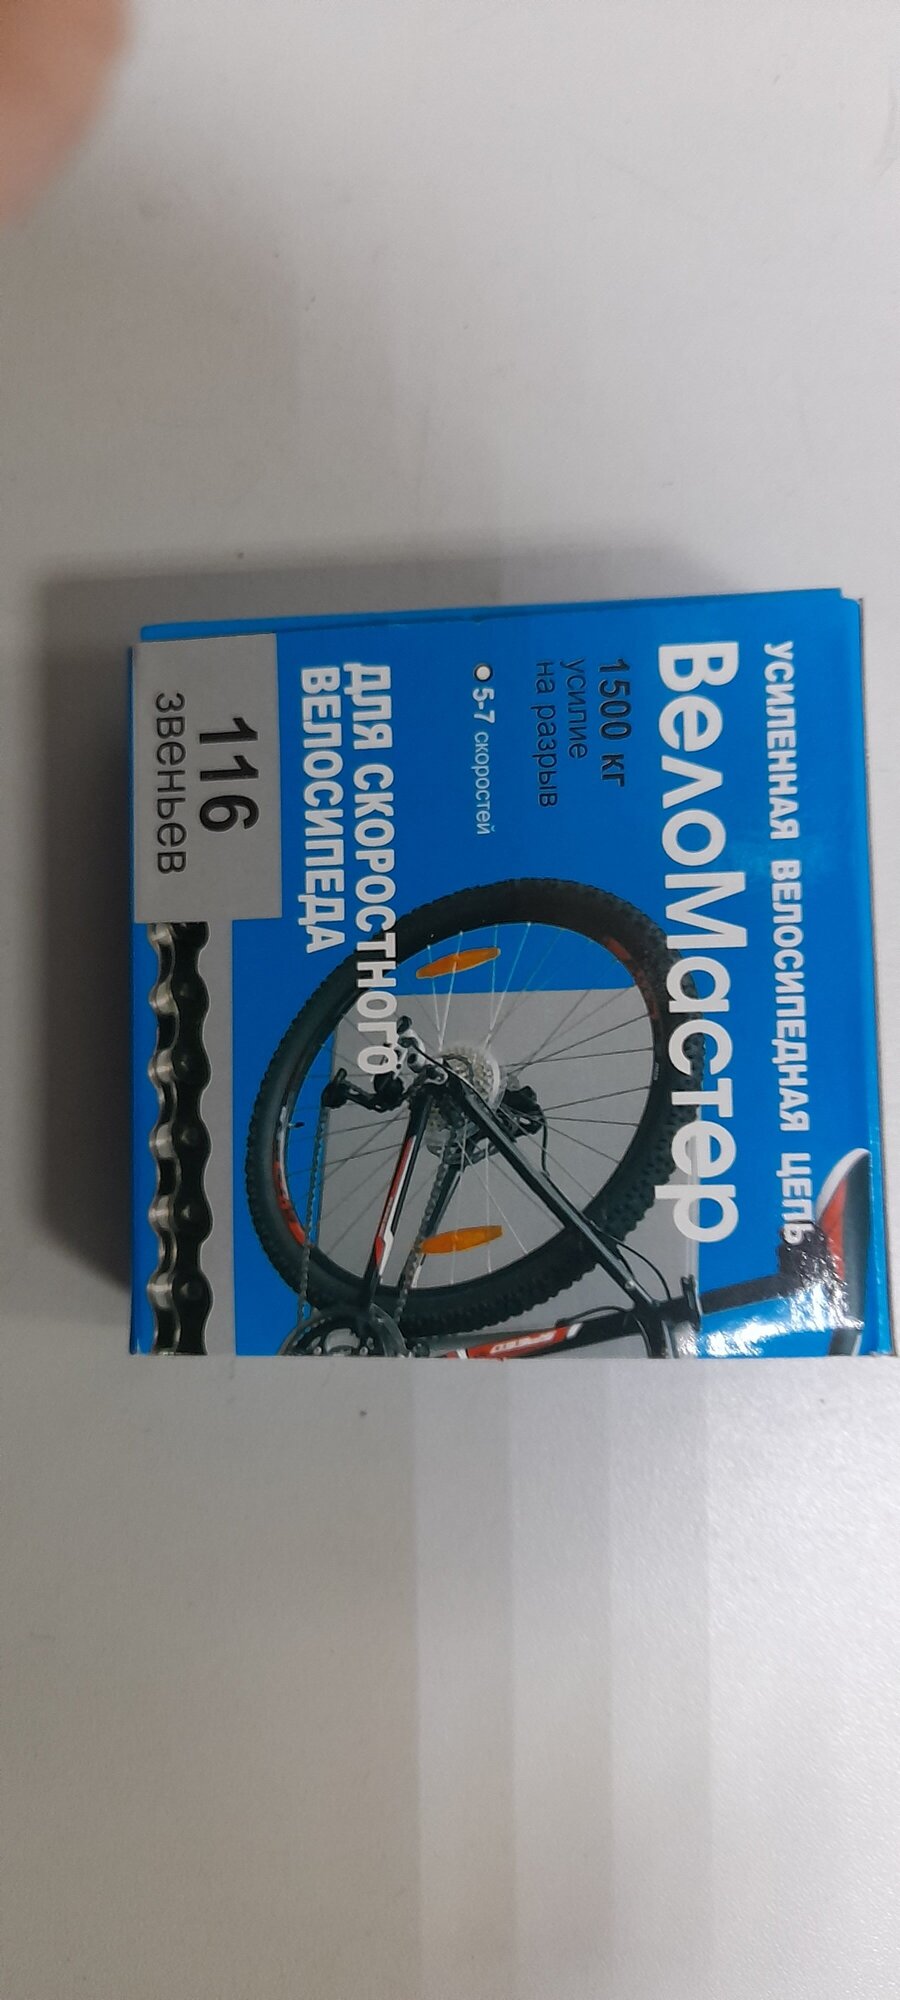 УСИЛЕННАЯ ВЕЛОСИПЕДНАЯ ЦЕПЬ
ВелоМастер
1500 кг
усилие
на разрыв
5-7 скоростей
ДЛЯ СКОРОСТНОГО
ВЕЛОСИПЕДА
116
звеньев